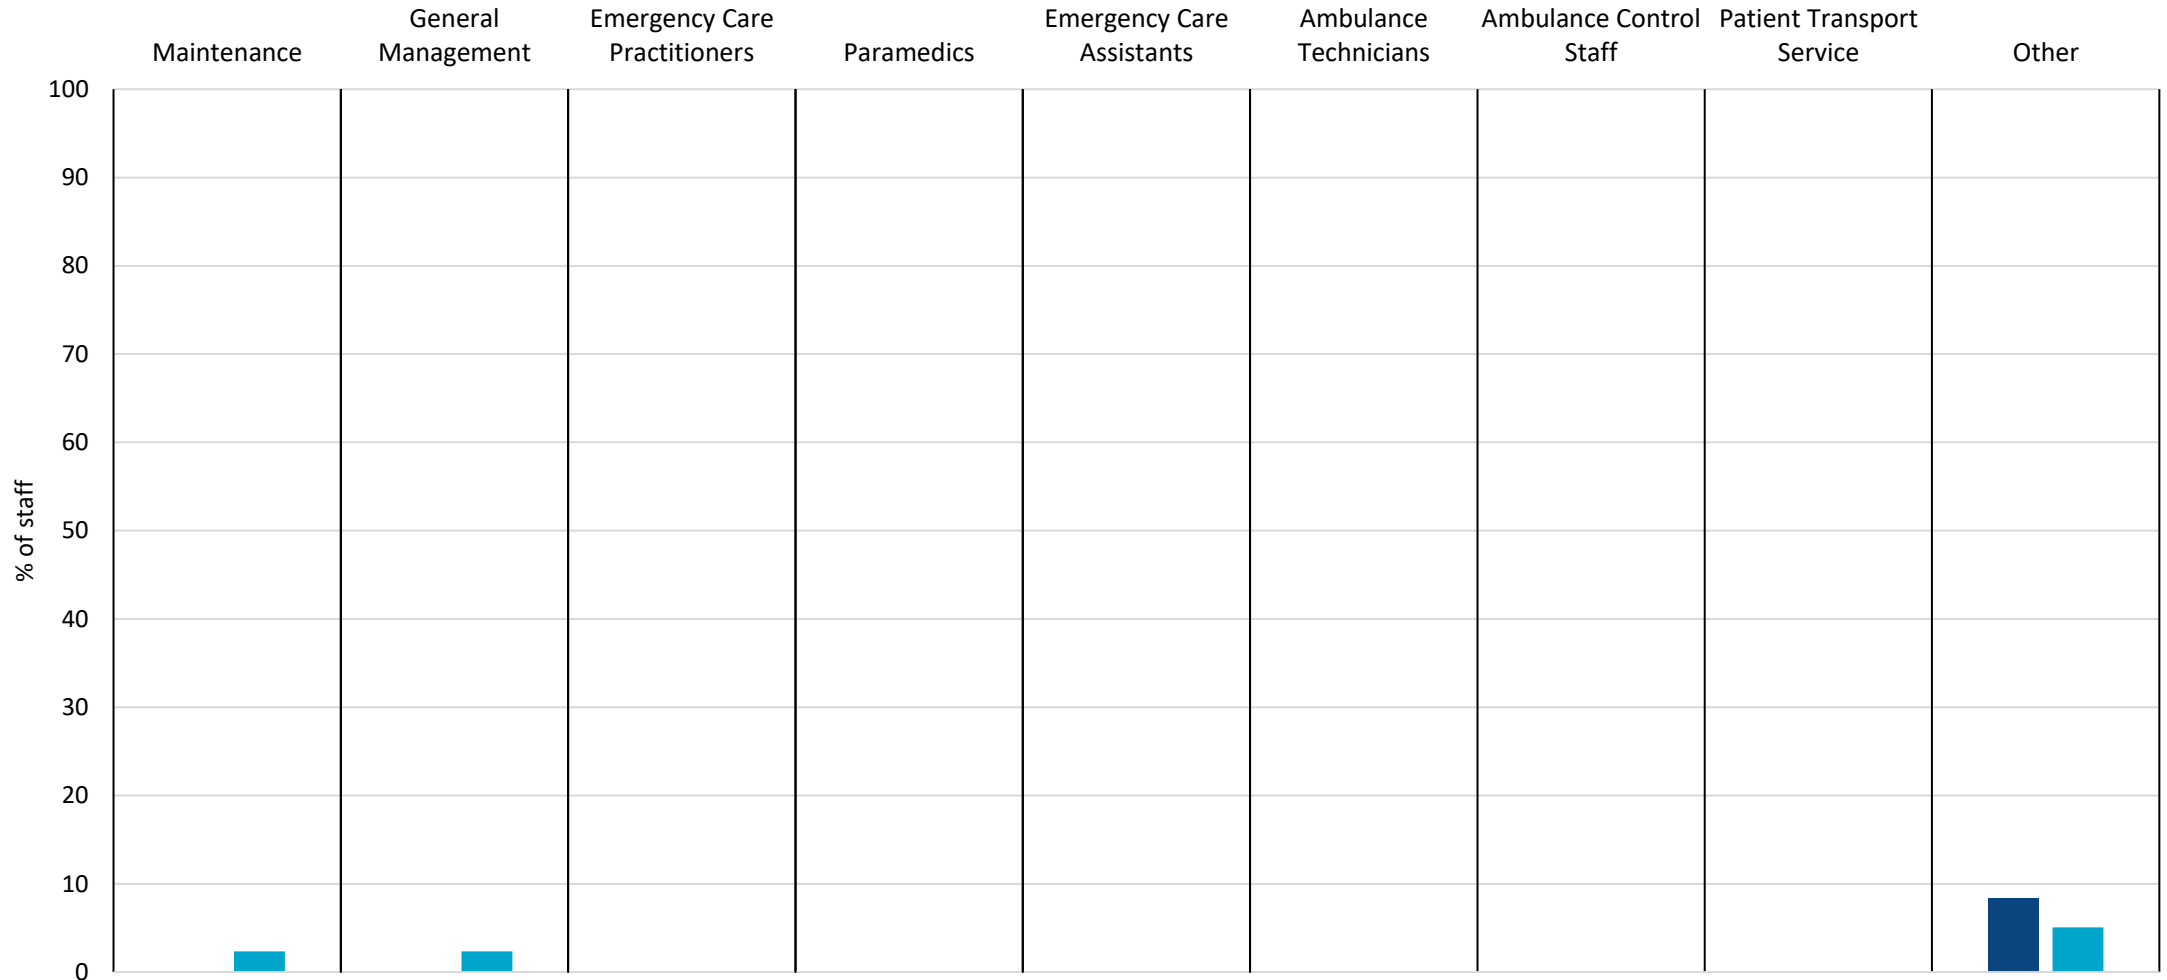 Maintenance
General
Management
Emergency Care
Practitioners
Paramedics
Emergency Care
Assistants
Ambulance
Technicians
Ambulance Control
Staff
Patient Transport
Service
Other
100
90
80
70
60
50
40
30
20
10
0
% of staff